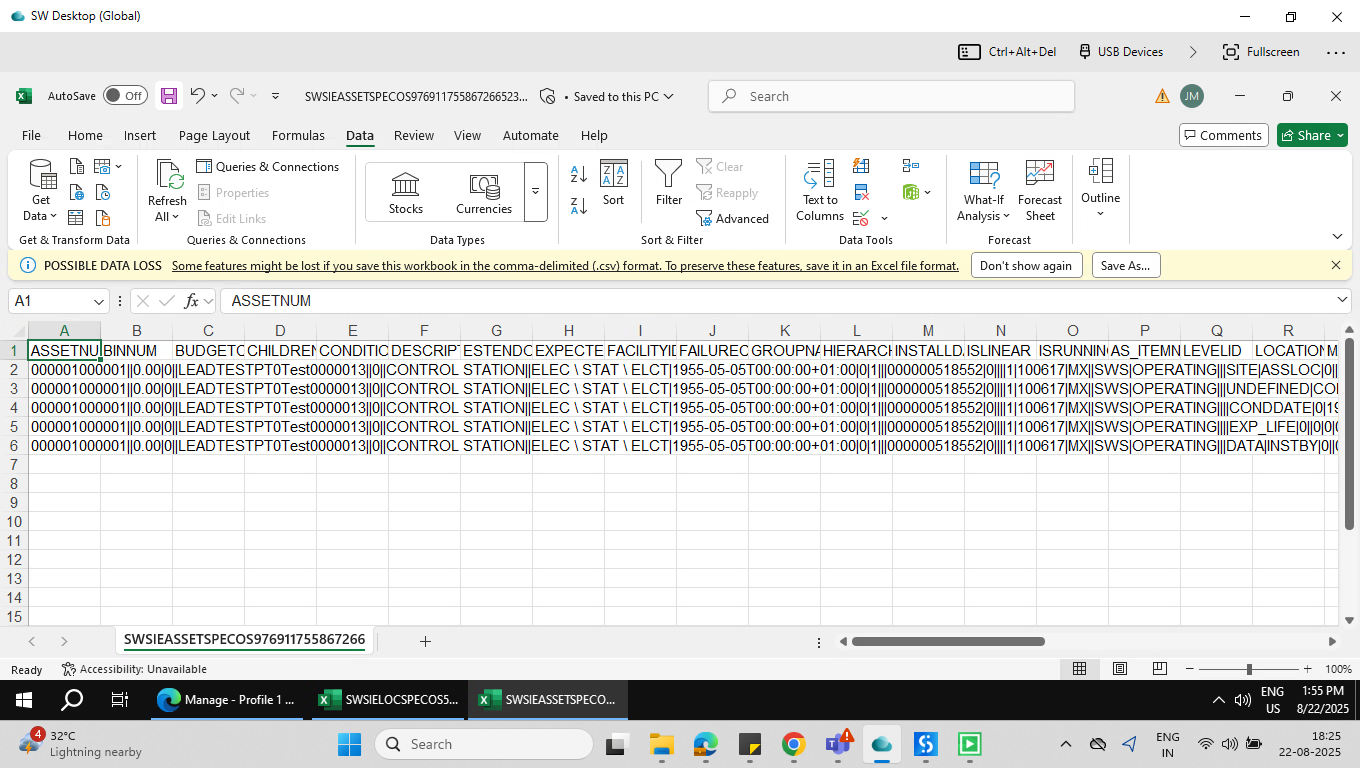 SW Desktop (Global)
Ctrl+Alt+Del USB Devices Fullscreen
AutoSave Off SWSIEASSETSPECOS976911755867266523... • Saved to this PC Search JM
File Home Insert Page Layout Formulas Data Review View Automate Help Comments Share
Get Data Refresh All Queries & Connections Properties Edit Links Stocks Currencies Sort Filter Clear Reapply Advanced Text to Columns What-If Analysis Forecast Sheet Outline
Get & Transform Data Queries & Connections Data Types Sort & Filter Data Tools Forecast
POSSIBLE DATA LOSS Some features might be lost if you save this workbook in the comma-delimited (.csv) format. To preserve these features, save it in an Excel file format. Don't show again Save As...
A1 fx ASSETNUM
A B C D E F G H I J K L M N O P Q R
1 ASSETNU BINNUM BUDGETC CHILDREN CONDITIO DESCRIPT ESTENDO EXPECTE FACILITYID FAILUREC GROUPNA HIERARCH INSTALLDA ISLINEAR ISRUNNING AS_ITEMN LEVELID LOCATION M
2 000001000001||0.00|0||LEADTESTPT0Test0000013||0||CONTROL STATION||ELEC \ STAT \ ELCT|1955-05-05T00:00:00+01:00|0|1|||000000518552|0||||1|100617|MX||SWS|OPERATING||||SITE|ASSLOC|0||
3 000001000001||0.00|0||LEADTESTPT0Test0000013||0||CONTROL STATION||ELEC \ STAT \ ELCT|1955-05-05T00:00:00+01:00|0|1|||000000518552|0||||1|100617|MX||SWS|OPERATING||||UNDEFINED|CO
4 000001000001||0.00|0||LEADTESTPT0Test0000013||0||CONTROL STATION||ELEC \ STAT \ ELCT|1955-05-05T00:00:00+01:00|0|1|||000000518552|0||||1|100617|MX||SWS|OPERATING||||CONDDATE|0|19
5 000001000001||0.00|0||LEADTESTPT0Test0000013||0||CONTROL STATION||ELEC \ STAT \ ELCT|1955-05-05T00:00:00+01:00|0|1|||000000518552|0||||1|100617|MX||SWS|OPERATING||||EXP_LIFE|0||0|0
6 000001000001||0.00|0||LEADTESTPT0Test0000013||0||CONTROL STATION||ELEC \ STAT \ ELCT|1955-05-05T00:00:00+01:00|0|1|||000000518552|0||||1|100617|MX||SWS|OPERATING||||DATA|INSTBY|0||
7
8
9
10
11
12
13
14
15
SWSIEASSETSPECOS976911755867266
Ready Accessibility: Unavailable 100%
Manage - Profile 1 ... SWSIELOCSPECOS5... SWSIEASSETSPECO... ENG US 1:55 PM 8/22/2025
4 32°C Lightning nearby Search ENG IN 18:25 22-08-2025